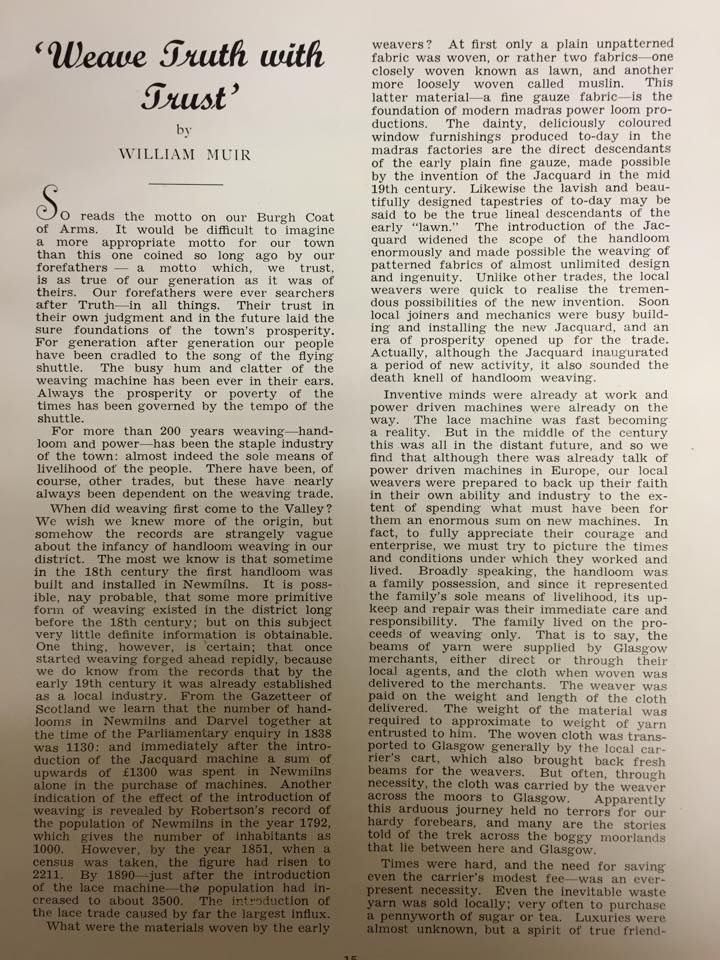 'Weave Truth with
Trust'
by
WILLIAM MUIR
So reads the motto on our Burgh Coat
of Arms. It would be difficult to imagine
a more appropriate motto for our town
than this one coined so long ago by our
forefathers — a motto which, we trust,
is as true of our generation as it was of
theirs. Our forefathers were ever searchers
after Truth—in all things. Their trust in
their own judgment and in the future laid the
sure foundations of the town's prosperity.
For generation after generation our people
have been cradled to the song of the flying
shuttle. The busy hum and clatter of the
weaving machine has been ever in their ears.
Always the prosperity or poverty of the
times has been governed by the tempo of the
shuttle.
For more than 200 years weaving—hand-
loom and power—has been the staple industry
of the town: almost indeed the sole means of
livelihood of the people. There have been, of
course, other trades, but these have nearly
always been dependent on the weaving trade.
When did weaving first come to the Valley?
We wish we knew more of the origin, but
somehow the records are strangely vague
about the infancy of handloom weaving in our
district. The most we know is that sometime
in the 18th century the first handloom was
built and installed in Newmilns. It is poss-
ible, nay probable, that some more primitive
form of weaving existed in the district long
before the 18th century; but on this subject
very little definite information is obtainable.
One thing, however, is certain; that once
started weaving forged ahead repidly, because
we do know from the records that by the
early 19th century it was already established
as a local industry. From the Gazetteer of
Scotland we learn that the number of hand-
looms in Newmilns and Darvel together at
the time of the Parliamentary enquiry in 1838
was 1130: and immediately after the intro-
duction of the Jacquard machine a sum of
upwards of £1300 was spent in Newmilns
alone in the purchase of machines. Another
indication of the effect of the introduction of
weaving is revealed by Robertson's record of
the population of Newmilns in the year 1792,
which gives the number of inhabitants as
1000. However, by the year 1851, when a
census was taken, the figure had risen to
2211. By 1890—just after the introduction
of the lace machine—the population had in-
creased to about 3500. The introduction of
the lace trade caused by far the largest influx.
What were the materials woven by the early
weavers? At first only a plain unpatterned
fabric was woven, or rather two fabrics—one
closely woven known as lawn, and another
more loosely woven called muslin. This
latter material—a fine gauze fabric—is the
foundation of modern madras power loom pro-
ductions. The dainty, deliciously coloured
window furnishings produced to-day in the
madras factories are the direct descendants
of the early plain fine gauze, made possible
by the invention of the Jacquard in the mid
19th century. Likewise the lavish and beau-
tifully designed tapestries of to-day may be
said to be the true lineal descendants of the
early "lawn." The introduction of the Jac-
quard widened the scope of the handloom
enormously and made possible the weaving of
patterned fabrics of almost unlimited design
and ingenuity. Unlike other trades, the local
weavers were quick to realise the tremen-
dous possibilities of the new invention. Soon
local joiners and mechanics were busy build-
ing and installing the new Jacquard, and an
era of prosperity opened up for the trade.
Actually, although the Jacquard inaugurated
a period of new activity, it also sounded the
death knell of handloom weaving.
Inventive minds were already at work and
power driven machines were already on the
way. The lace machine was fast becoming
a reality. But in the middle of the century
this was all in the distant future, and so we
find that although there was already talk of
power driven machines in Europe, our local
weavers were prepared to back up their faith
in their own ability and industry to the ex-
tent of spending what must have been for
them an enormous sum on new machines. In
fact, to fully appreciate their courage and
enterprise, we must try to picture the times
and conditions under which they worked and
lived. Broadly speaking, the handloom was
a family possession, and since it represented
the family's sole means of livelihood, its up-
keep and repair was their immediate care and
responsibility. The family lived on the pro-
ceeds of weaving only. That is to say, the
beams of yarn were supplied by Glasgow
merchants, either direct or through their
local agents, and the cloth when woven was
delivered to the merchants. The weaver was
paid on the weight and length of the cloth
delivered. The weight of the material was
required to approximate to weight of yarn
entrusted to him. The woven cloth was trans-
ported to Glasgow generally by the local car-
rier's cart, which also brought back fresh
beams for the weavers. But often, through
necessity, the cloth was carried by the weaver
across the moors to Glasgow. Apparently
this arduous journey held no terrors for our
hardy forebears, and many are the stories
told of the trek across the boggy moorlands
that lie between here and Glasgow.
Times were hard, and the need for saving
even the carrier's modest fee—was an ever-
present necessity. Even the inevitable waste
yarn was sold locally; very often to purchase
a pennyworth of sugar or tea. Luxuries were
almost unknown, but a spirit of true friend-
15